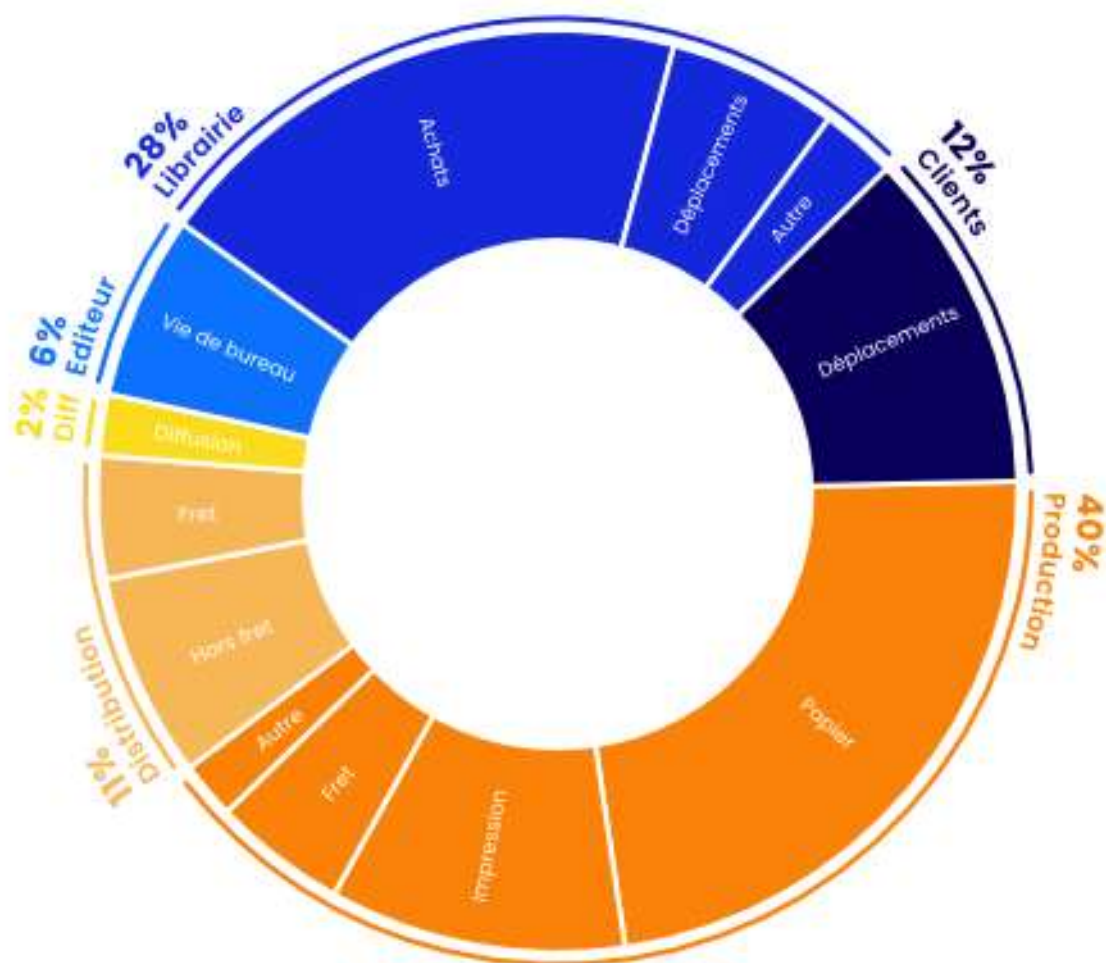 28%
Librairie
Achats
Déplacements
Autre
12%
Clients
Déplacements
40%
Production
Papier
Impression
Fret
Autre
11%
Distribution
Hors fret
Fret
2%
Diff
Diffusion
6%
Editeur
Vie de bureau